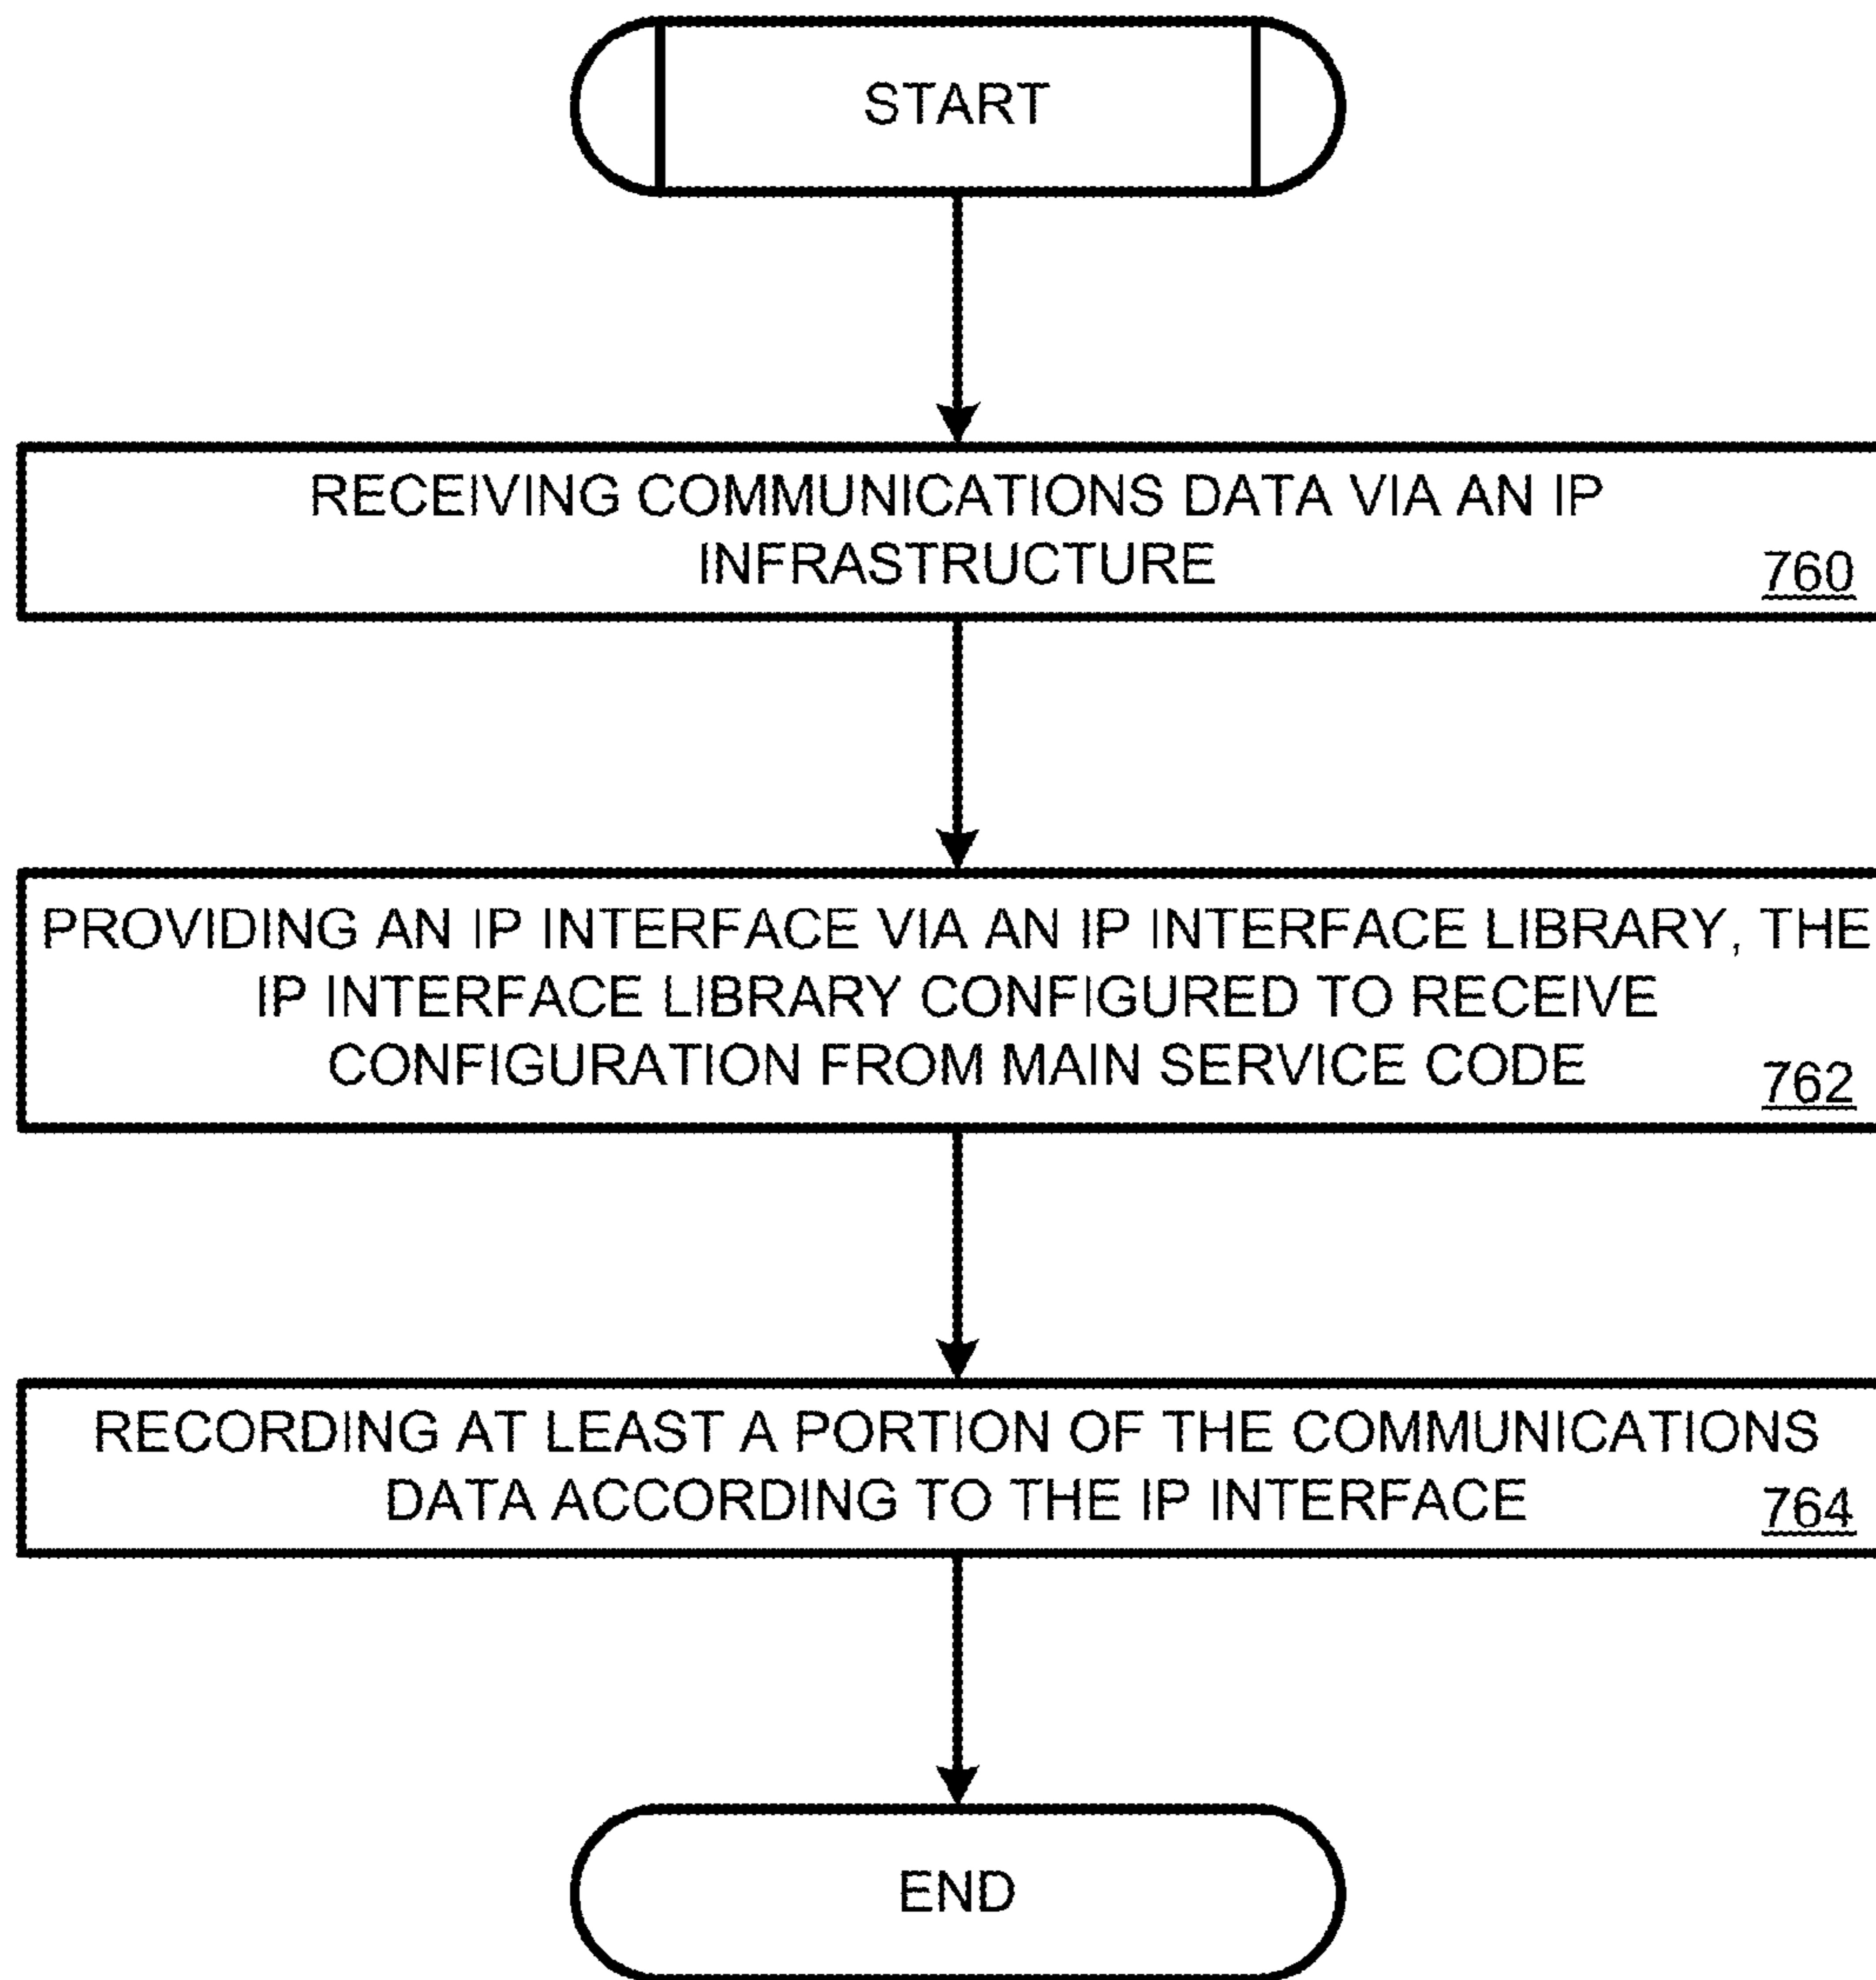 START
RECEIVING COMMUNICATIONS DATA VIA AN IP
INFRASTRUCTURE
760
PROVIDING AN IP INTERFACE VIA AN IP INTERFACE LIBRARY, THE
IP INTERFACE LIBRARY CONFIGURED TO RECEIVE
CONFIGURATION FROM MAIN SERVICE CODE
762
RECORDING AT LEAST A PORTION OF THE COMMUNICATIONS
DATA ACCORDING TO THE IP INTERFACE
764
END